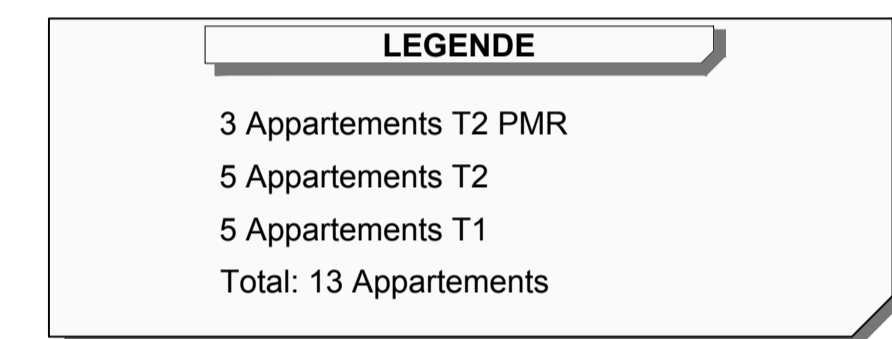 LEGENDE
3 Appartements T2 PMR
5 Appartements T2
5 Appartements T1
Total: 13 Appartements